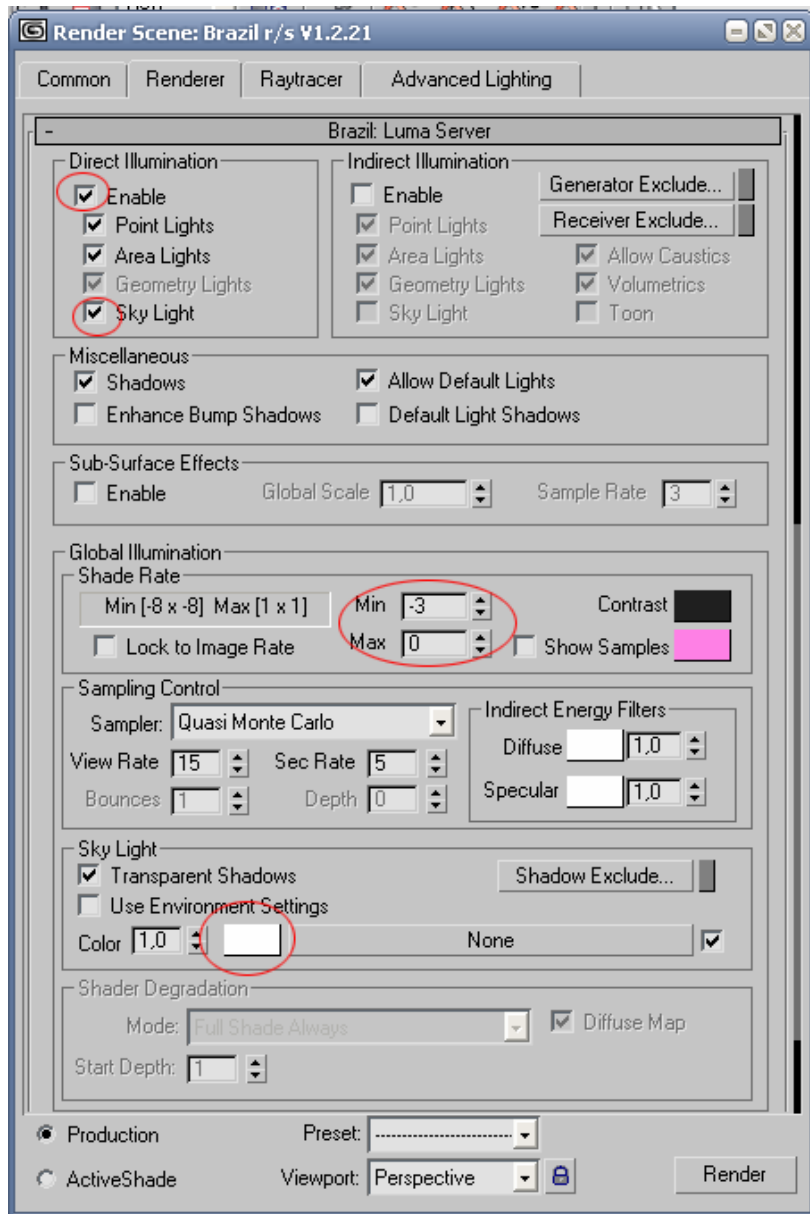 Render Scene: Brazil r/s V1.2.21
Common Renderer Raytracer Advanced Lighting
- Brazil: Luma Server
Direct Illumination
Enable
Point Lights
Area Lights
Geometry Lights
Sky Light
Indirect Illumination
Enable Generator Exclude...
Point Lights Receiver Exclude...
Area Lights Allow Caustics
Geometry Lights Volumetrics
Sky Light Toon
Miscellaneous
Shadows Allow Default Lights
Enhance Bump Shadows Default Light Shadows
Sub-Surface Effects
Enable Global Scale 1,0 Sample Rate 3
Global Illumination
Shade Rate
Min [-8 x -8] Max [1 x 1] Min -3 Contrast
Lock to Image Rate Max 0 Show Samples
Sampling Control
Sampler: Quasi Monte Carlo
View Rate 15 Sec Rate 5
Bounces 1 Depth 0
Indirect Energy Filters
Diffuse 1,0
Specular 1,0
Sky Light
Transparent Shadows Shadow Exclude...
Use Environment Settings
Color 1,0 None
Shader Degradation
Mode: Full Shade Always Diffuse Map
Start Depth: 1
Production Preset: -------------------------
ActiveShade Viewport: Perspective Render